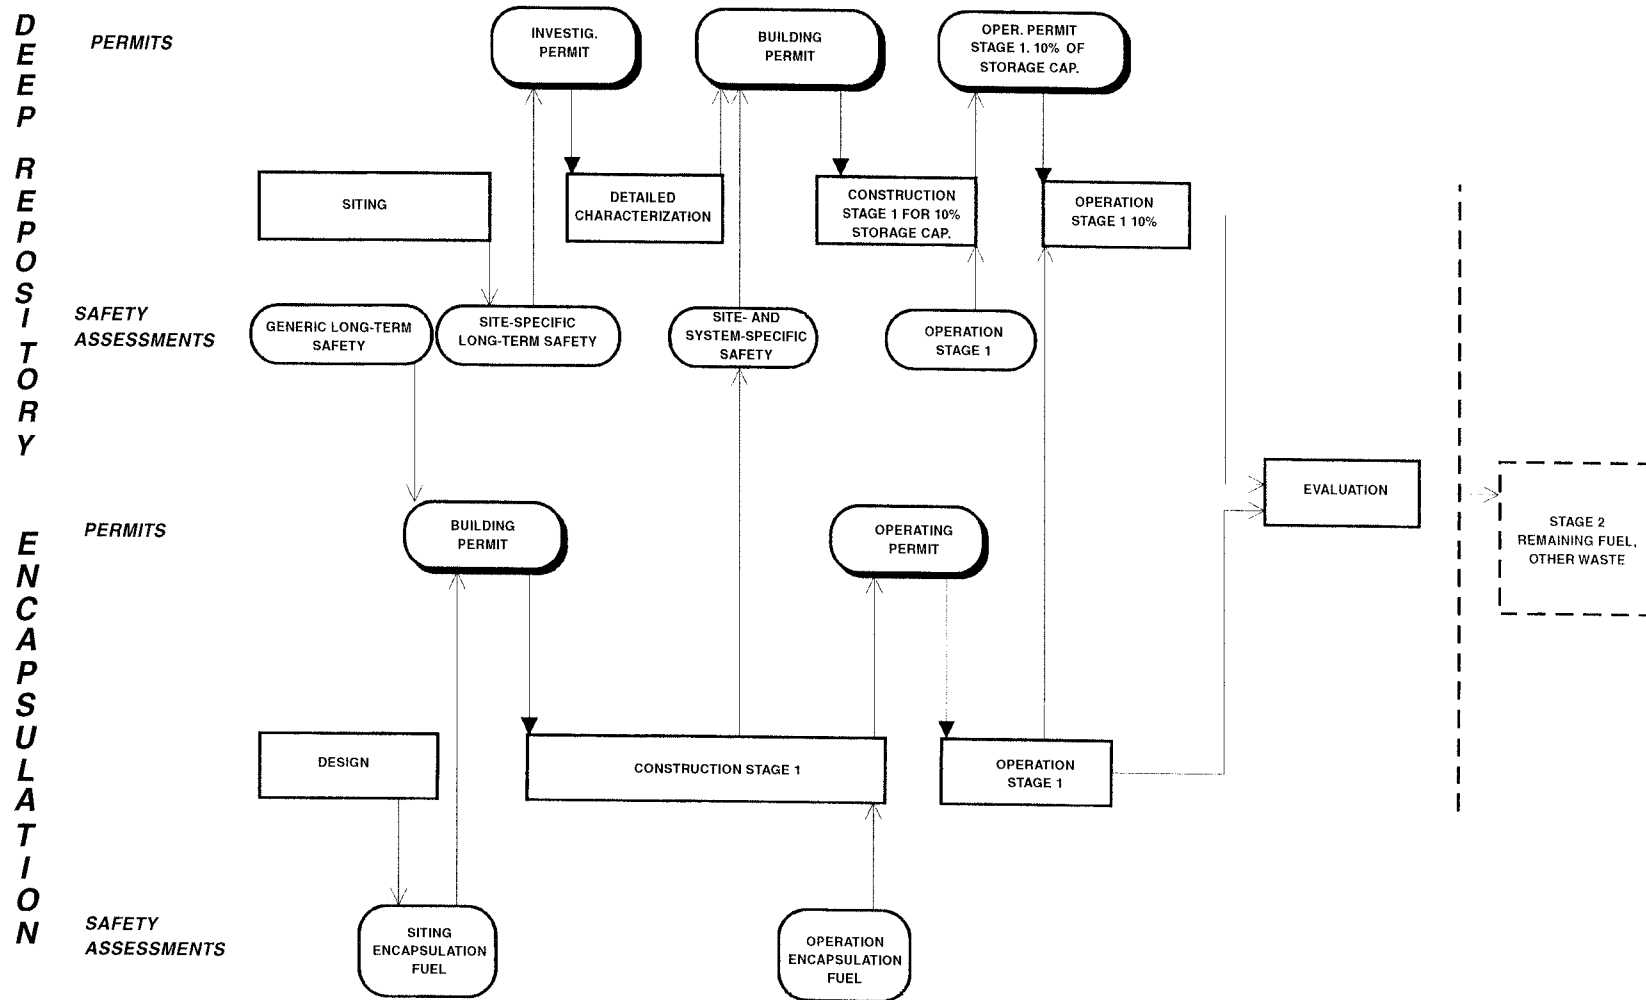 DEEP REPOSITORY
PERMITS
INVESTIG.
PERMIT
BUILDING
PERMIT
OPER. PERMIT
STAGE 1. 10% OF
STORAGE CAP.
SITING
DETAILED
CHARACTERIZATION
CONSTRUCTION
STAGE 1 FOR 10%
STORAGE CAP.
OPERATION
STAGE 1 10%
SAFETY
ASSESSMENTS
GENERIC LONG-TERM
SAFETY
SITE-SPECIFIC
LONG-TERM SAFETY
SITE- AND
SYSTEM-SPECIFIC
SAFETY
OPERATION
STAGE 1
EVALUATION
STAGE 2
REMAINING FUEL,
OTHER WASTE
ENCAPSULATION
PERMITS
BUILDING
PERMIT
OPERATING
PERMIT
DESIGN
CONSTRUCTION STAGE 1
OPERATION
STAGE 1
SAFETY
ASSESSMENTS
SITING
ENCAPSULATION
FUEL
OPERATION
ENCAPSULATION
FUEL